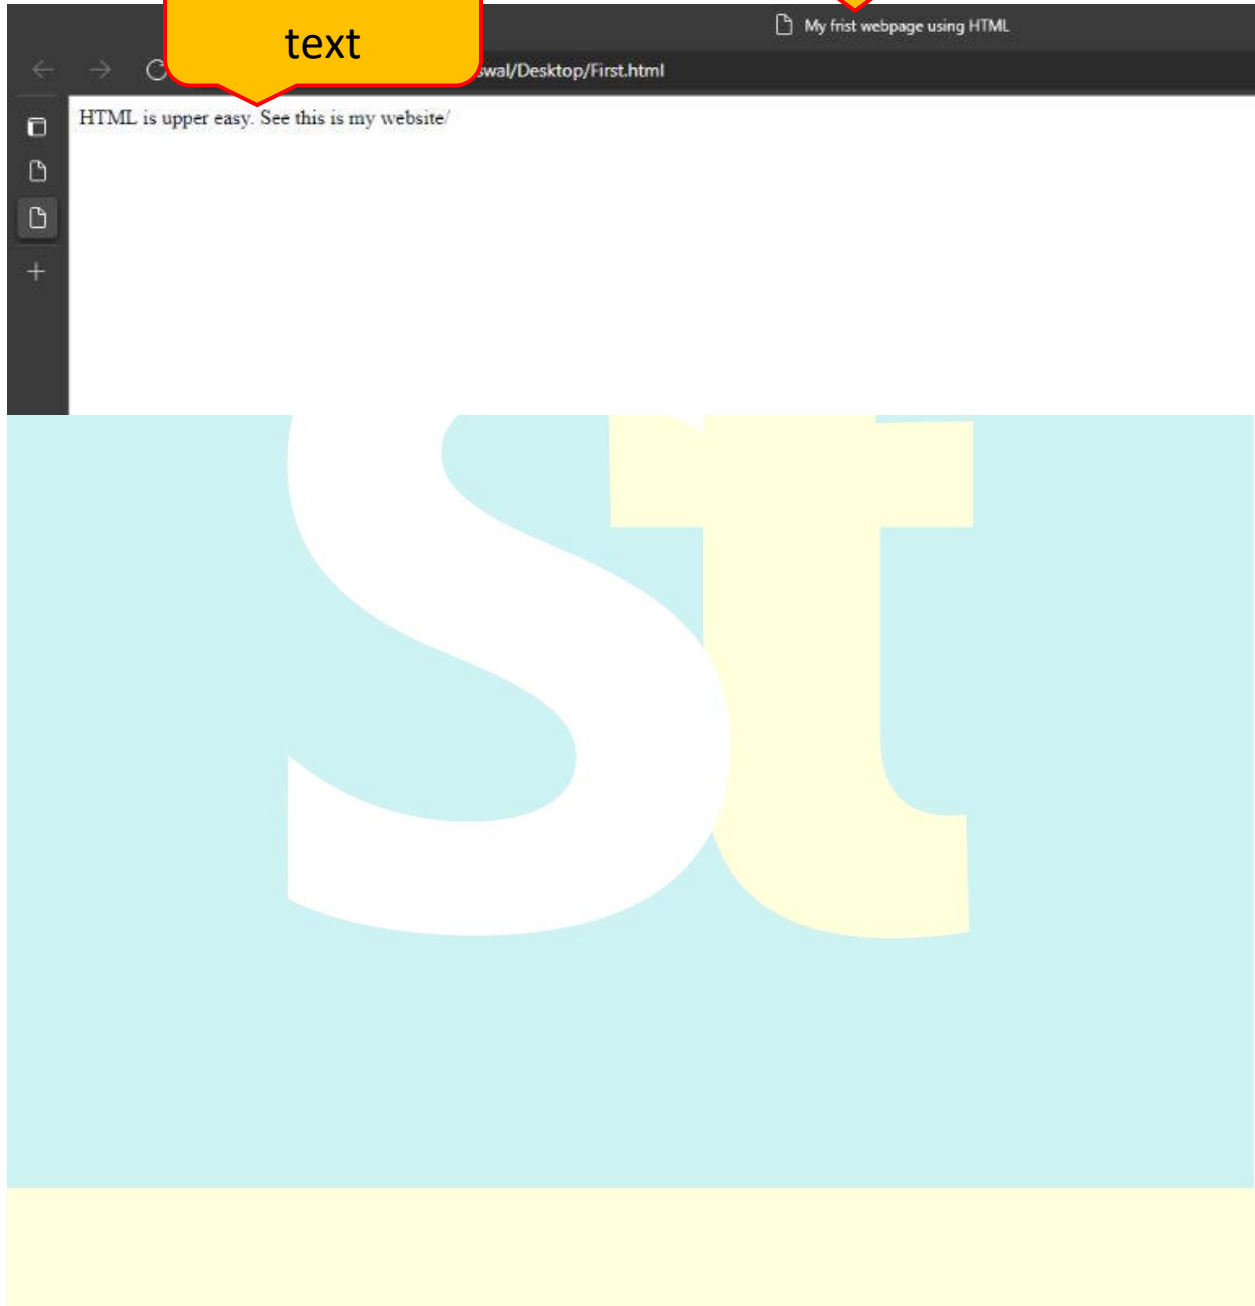 My frist webpage using HTML
text
swal/Desktop/First.html
HTML is upper easy. See this is my website/
St